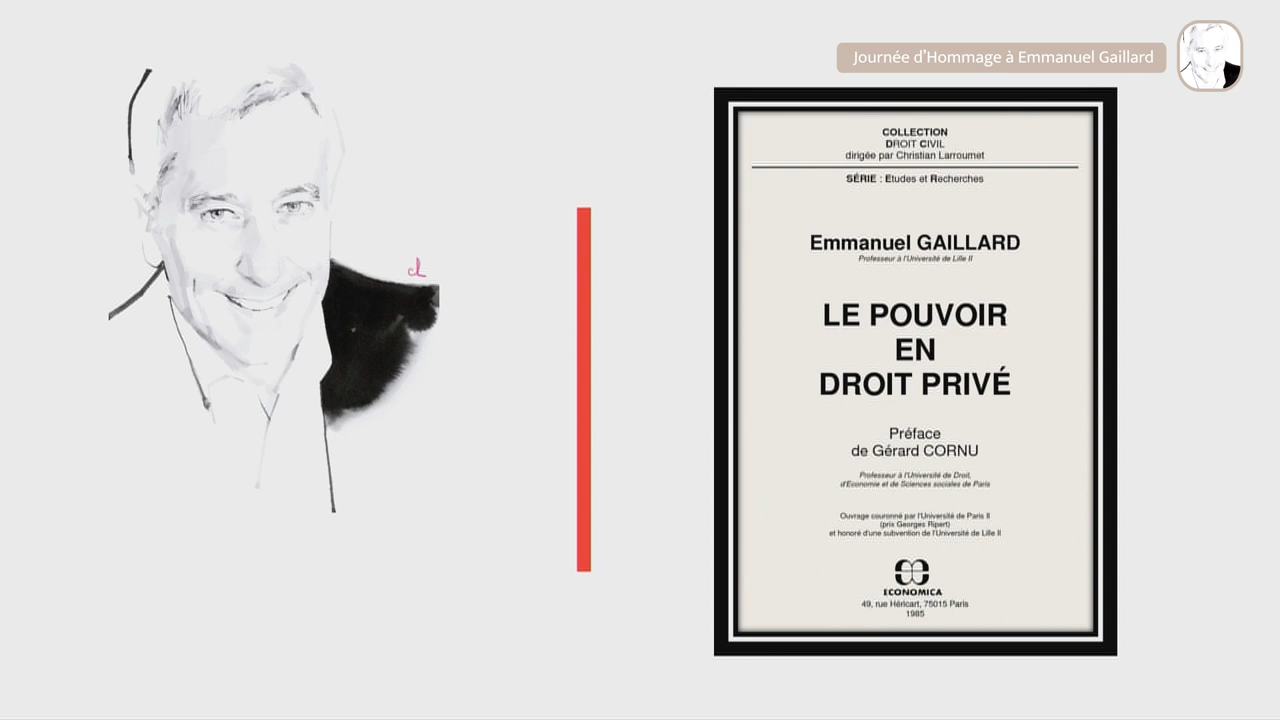 Journée d'Hommage à Emmanuel Gaillard
cL
COLLECTION
DROIT CIVIL
dirigée par Christian Larroumet
SÉRIE : Etudes et Recherches
Emmanuel GAILLARD
Professeur à l'Université de Lille II
LE POUVOIR
EN
DROIT PRIVÉ
Préface
de Gérard CORNU
Professeur à l'Université de Droit,
d'Economie et de Sciences sociales de Paris
Ouvrage couronné par l'Université de Paris II
(prix Georges Ripert)
et honoré d'une subvention de l'Université de Lille II
ECONOMICA
49, rue Héricart, 75015 Paris
1985